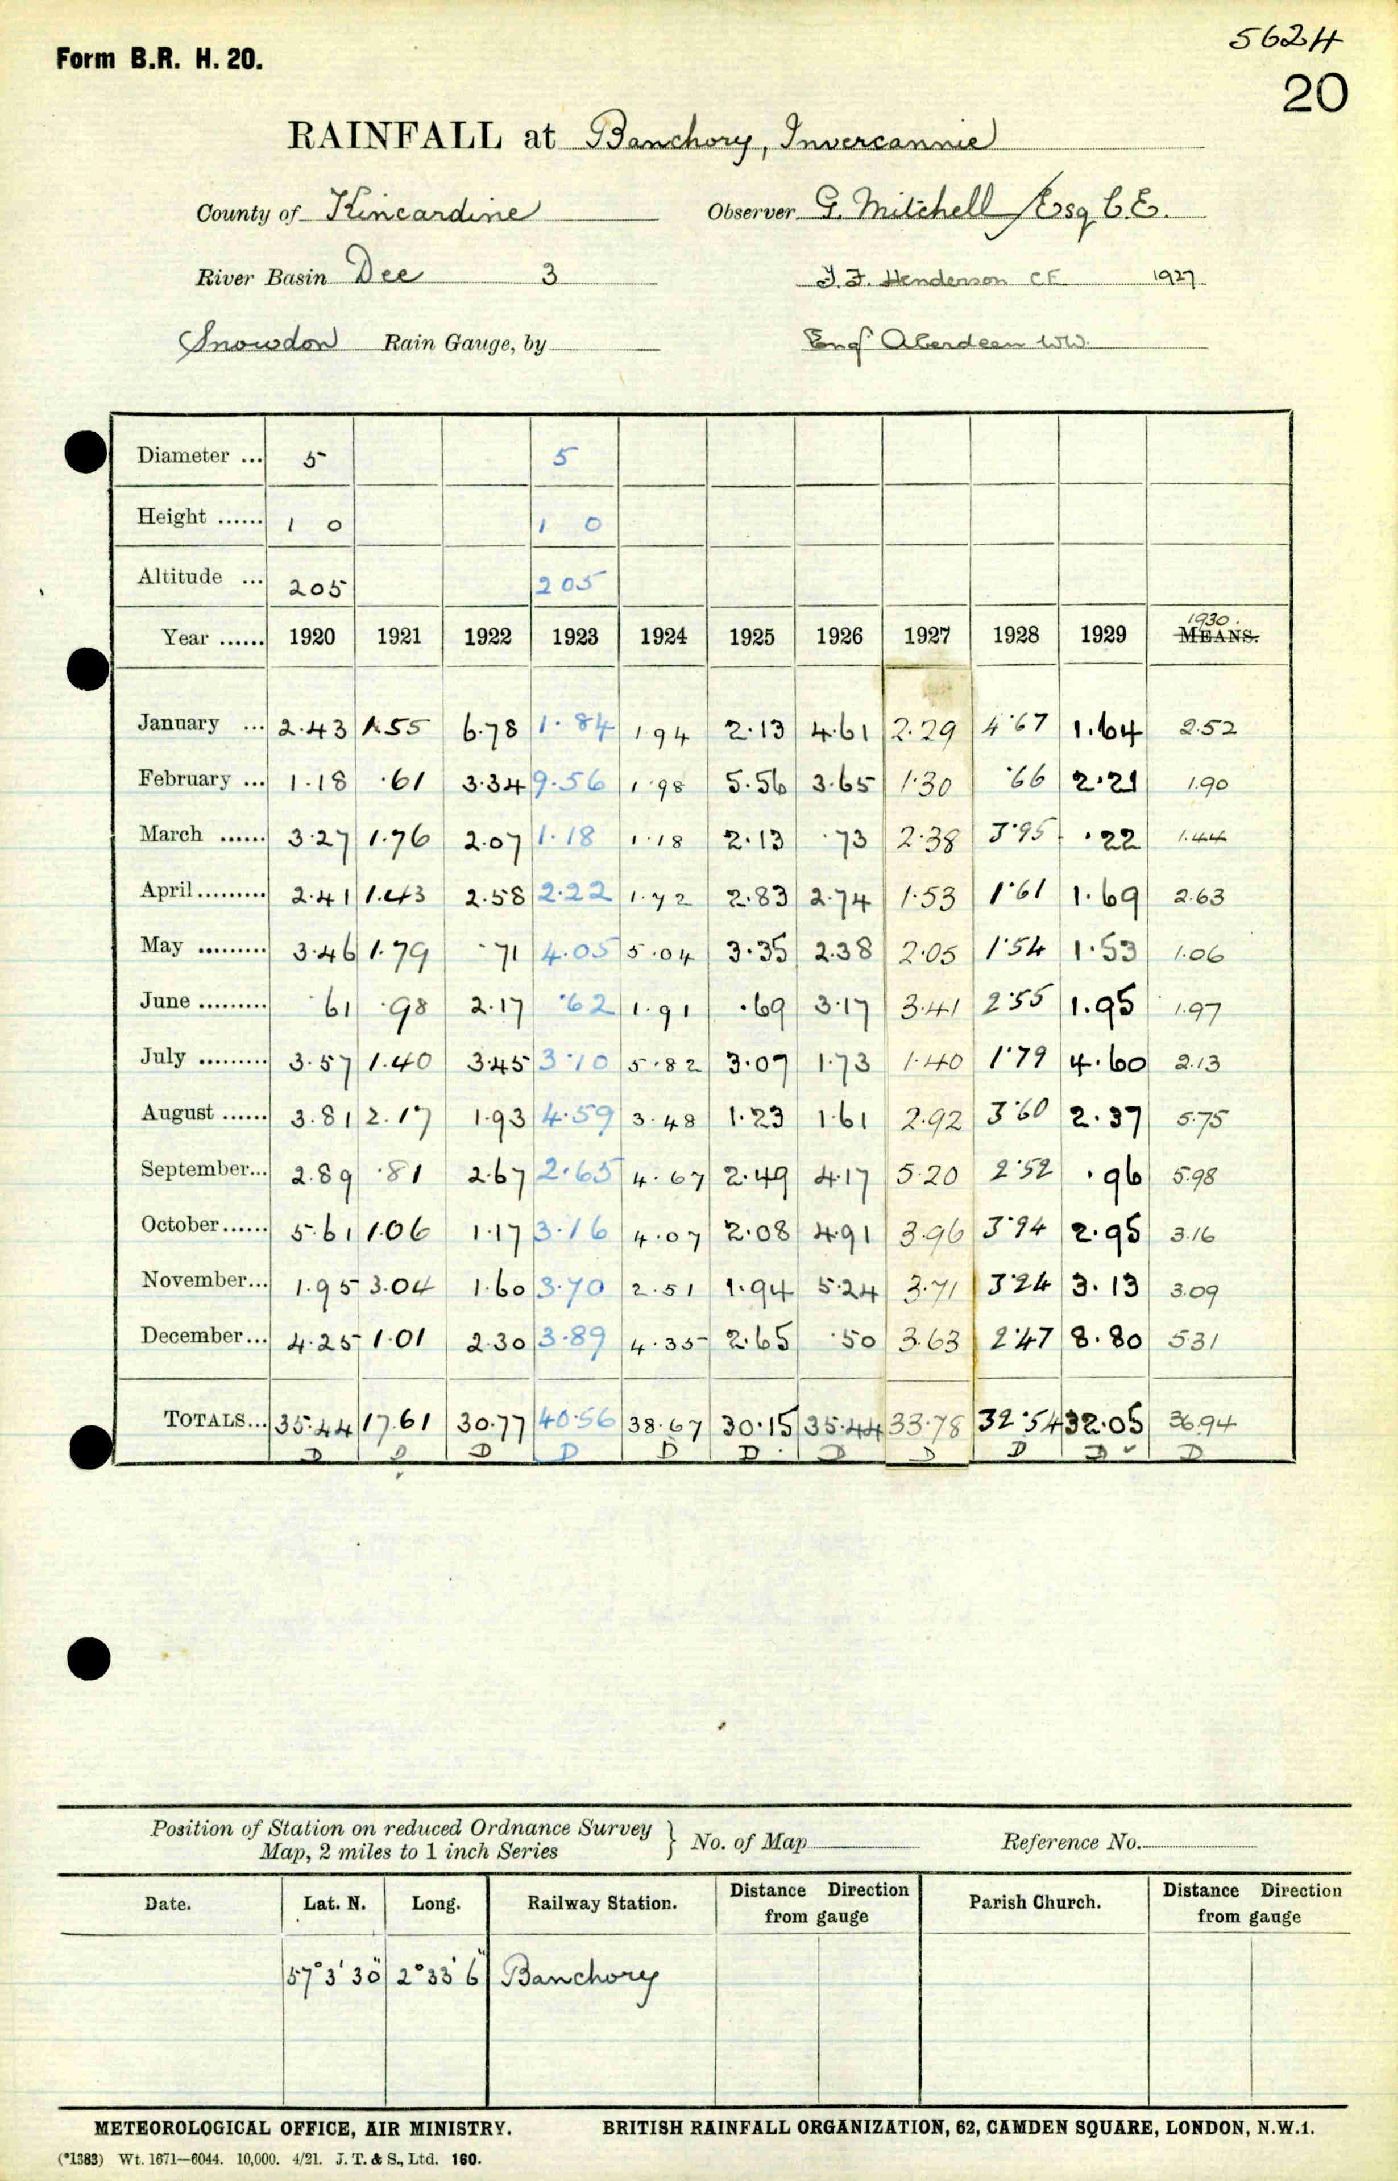 5624
Form B.R. H. 20.
20
RAINFALL at Banchory, Invercannie
County of Kincardine Observer G. Mitchell Esq C.E.
River Basin Dee 3 J. F. Henderson CE 1927
Snowdon Rain Gauge, by Engr Aberdeen WW.
Diameter ... 5 5
Height ...... 1 0 1 0
Altitude ... 205 205
Year ...... 1920 1921 1922 1923 1924 1925 1926 1927 1928 1929 1930. MEANS.
January ... 2.43 1.55 6.78 1.84 1.94 2.13 4.61 2.29 4.67 1.64 2.52
February ... 1.18 .61 3.34 9.56 1.98 5.56 3.65 1.30 .66 2.21 1.90
March ...... 3.27 1.76 2.07 1.18 1.18 2.13 .73 2.38 3.95 .22 1.44
April ......... 2.41 1.43 2.58 2.22 1.72 2.83 2.74 1.53 1.61 1.69 2.63
May ......... 3.46 1.79 .71 4.05 5.04 3.35 2.38 2.05 1.54 1.53 1.06
June ......... .61 .98 2.17 .62 1.91 .69 3.17 3.41 2.55 1.95 1.97
July ......... 3.57 1.40 3.45 3.10 5.82 3.07 1.73 1.40 1.79 4.60 2.13
August ...... 3.81 2.17 1.93 4.59 3.48 1.23 1.61 2.92 3.60 2.37 5.75
September... 2.89 .81 2.67 2.65 4.67 2.49 4.17 5.20 2.52 .96 5.98
October...... 5.61 1.06 1.17 3.16 4.07 2.08 4.91 3.96 3.94 2.95 3.16
November... 1.95 3.04 1.60 3.70 2.51 1.94 5.24 3.71 3.24 3.13 3.09
December... 4.25 1.01 2.30 3.89 4.35 2.65 .50 3.63 2.47 8.80 5.31
TOTALS... 35.44 17.61 30.77 40.56 38.67 30.15 35.44 33.78 32.54 32.05 36.94
D D D D D D D D D D D
Position of Station on reduced Ordnance Survey Map, 2 miles to 1 inch Series } No. of Map Reference No.
Date. Lat. N. Long. Railway Station. Distance Direction from gauge Parish Church. Distance Direction from gauge
57° 3' 30" 2° 33' 6" Banchory
METEOROLOGICAL OFFICE, AIR MINISTRY. BRITISH RAINFALL ORGANIZATION, 62, CAMDEN SQUARE, LONDON, N.W.1.
(*1383) Wt. 1671—6044. 10,000. 4/21. J. T. & S., Ltd. 160.